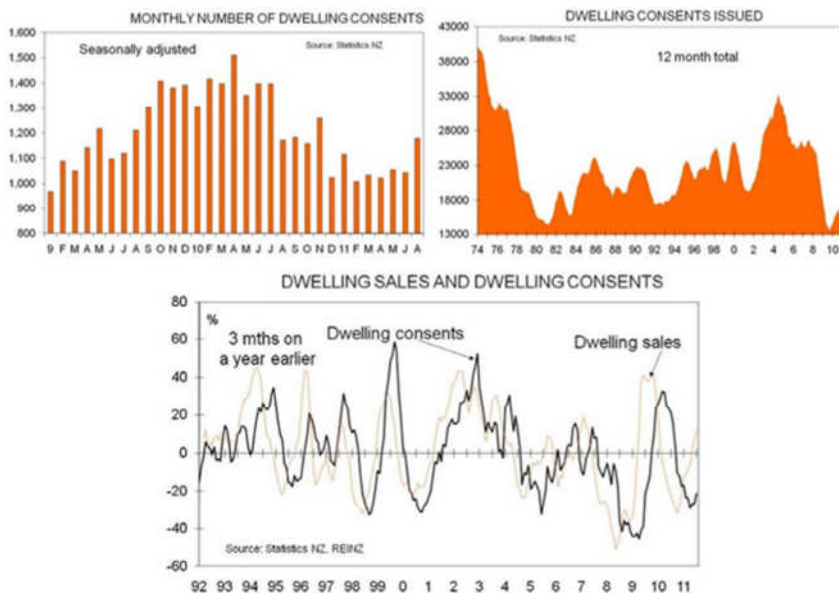 MONTHLY NUMBER OF DWELLING CONSENTS
Seasonally adjusted
Source: Statistics NZ
1,600
1,500
1,400
1,300
1,200
1,100
1,000
900
800
9 F M A M J J A S O N D 10 F M A M J J A S O N D 11 F M A M J A
DWELLING CONSENTS ISSUED
Source: Statistics NZ
12 month total
43000
33000
23000
18000
13000
74 76 78 80 82 84 86 88 90 92 94 96 98 0 2 4 6 8 10
DWELLING SALES AND DWELLING CONSENTS
%
3 mths on
a year earlier
Dwelling consents
Dwelling sales
80
60
40
20
0
-20
-40
-60
Source: Statistics NZ, REINZ
92 93 94 95 96 97 98 99 0 1 2 3 4 5 6 7 8 9 10 11